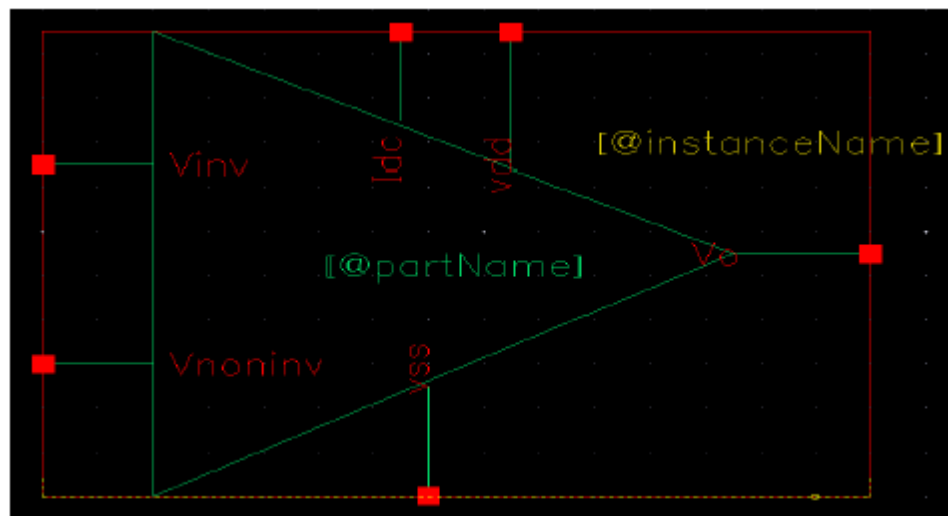 Idc
vdd
[@instanceName]
Vinv
Vo
[@partName]
Vnoninv
vss